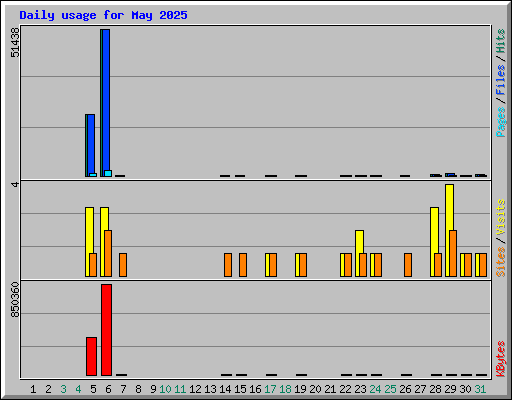 Daily usage for May 2025
51438
Pages / Files / Hits
4
Sites / Visits
850360
KBytes
1 2 3 4 5 6 7 8 9 10 11 12 13 14 15 16 17 18 19 20 21 22 23 24 25 26 27 28 29 30 31